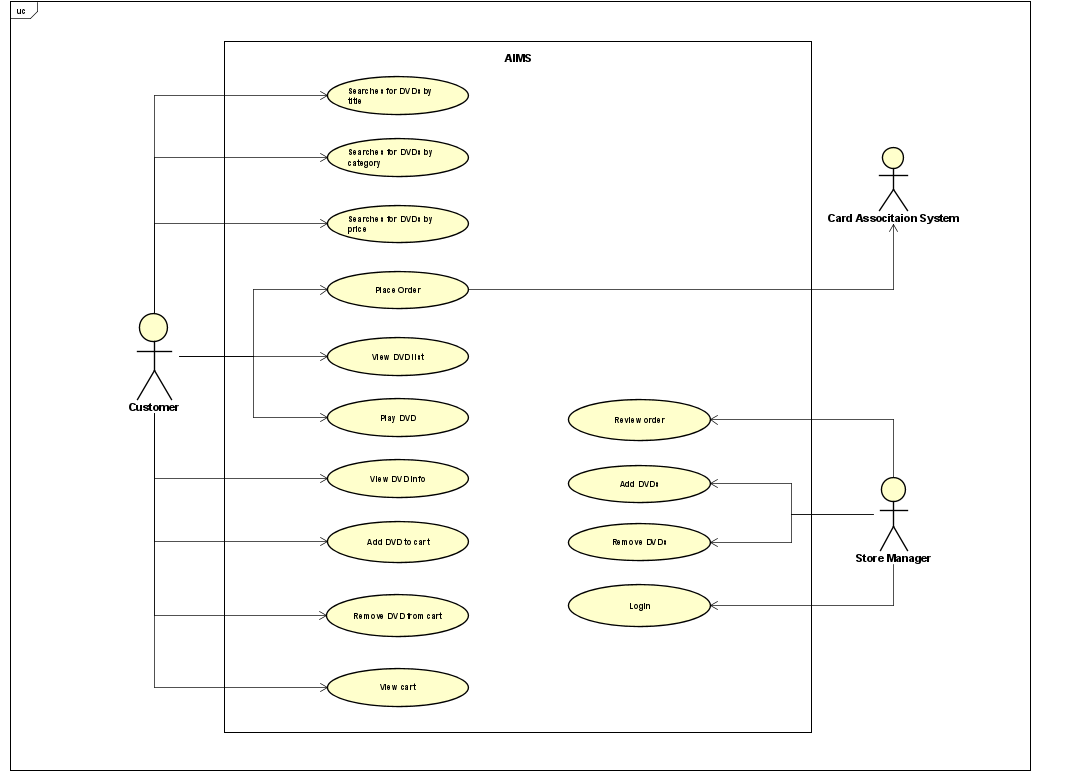 uc
AIMS
Searches for DVDs by
title
Searches for DVDs by
category
Card Associtaion System
Searches for DVDs by
price
Place Order
View DVD list
Customer
Play DVD
Review order
View DVD info
Add DVDs
Add DVD to cart
Remove DVDs
Store Manager
Login
Remove DVD from cart
View cart